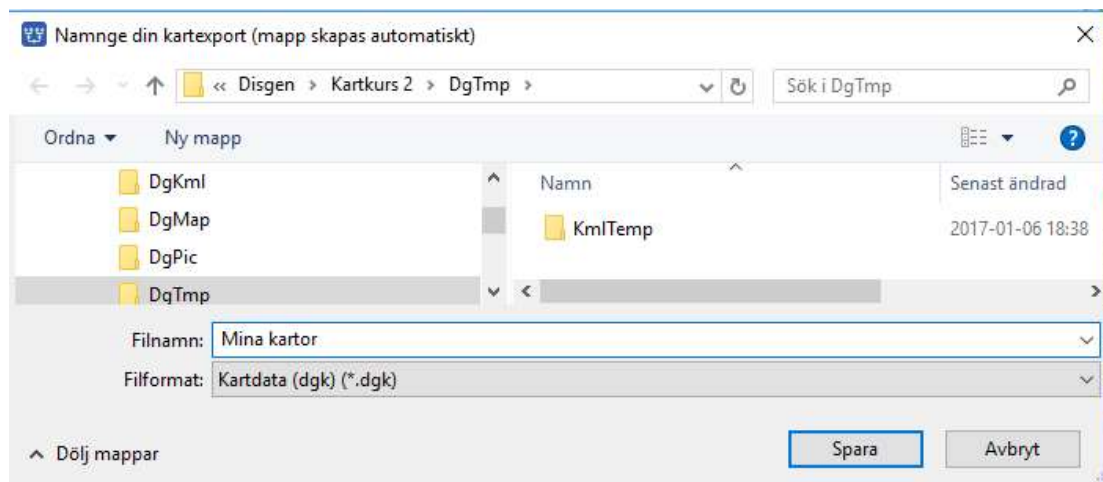 Namnge din kartexport (mapp skapas automatiskt)
« Disgen > Kartkurs 2 > DgTmp >
Sök i DgTmp
Ordna
Ny mapp
DgKml
DgMap
DgPic
DgTmp
Namn
Senast ändrad
KmlTemp
2017-01-06 18:38
Filnamn: Mina kartor
Filformat: Kartdata (dgk) (*.dgk)
Dölj mappar
Spara
Avbryt